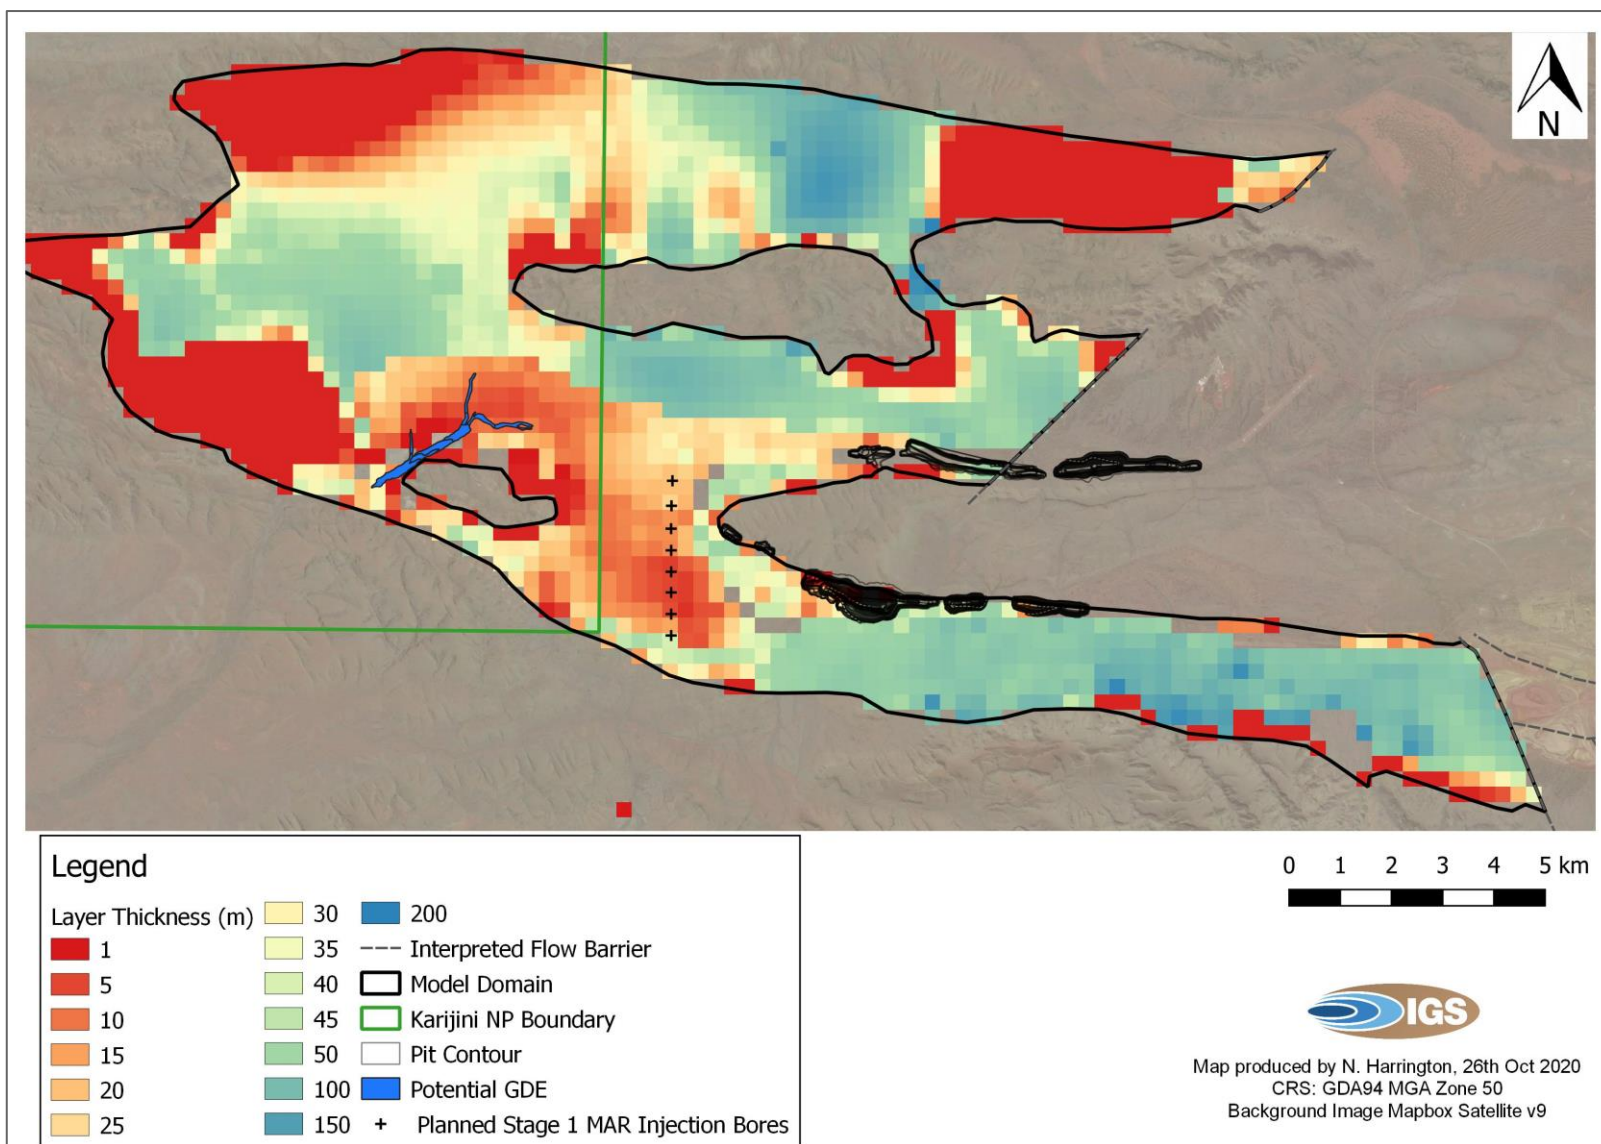 N
Legend
Layer Thickness (m)
1
5
10
15
20
25
30
35
40
45
50
100
150
200
Interpreted Flow Barrier
Model Domain
Karijini NP Boundary
Pit Contour
Potential GDE
Planned Stage 1 MAR Injection Bores
0 1 2 3 4 5 km
IGS
Map produced by N. Harrington, 26th Oct 2020
CRS: GDA94 MGA Zone 50
Background Image Mapbox Satellite v9